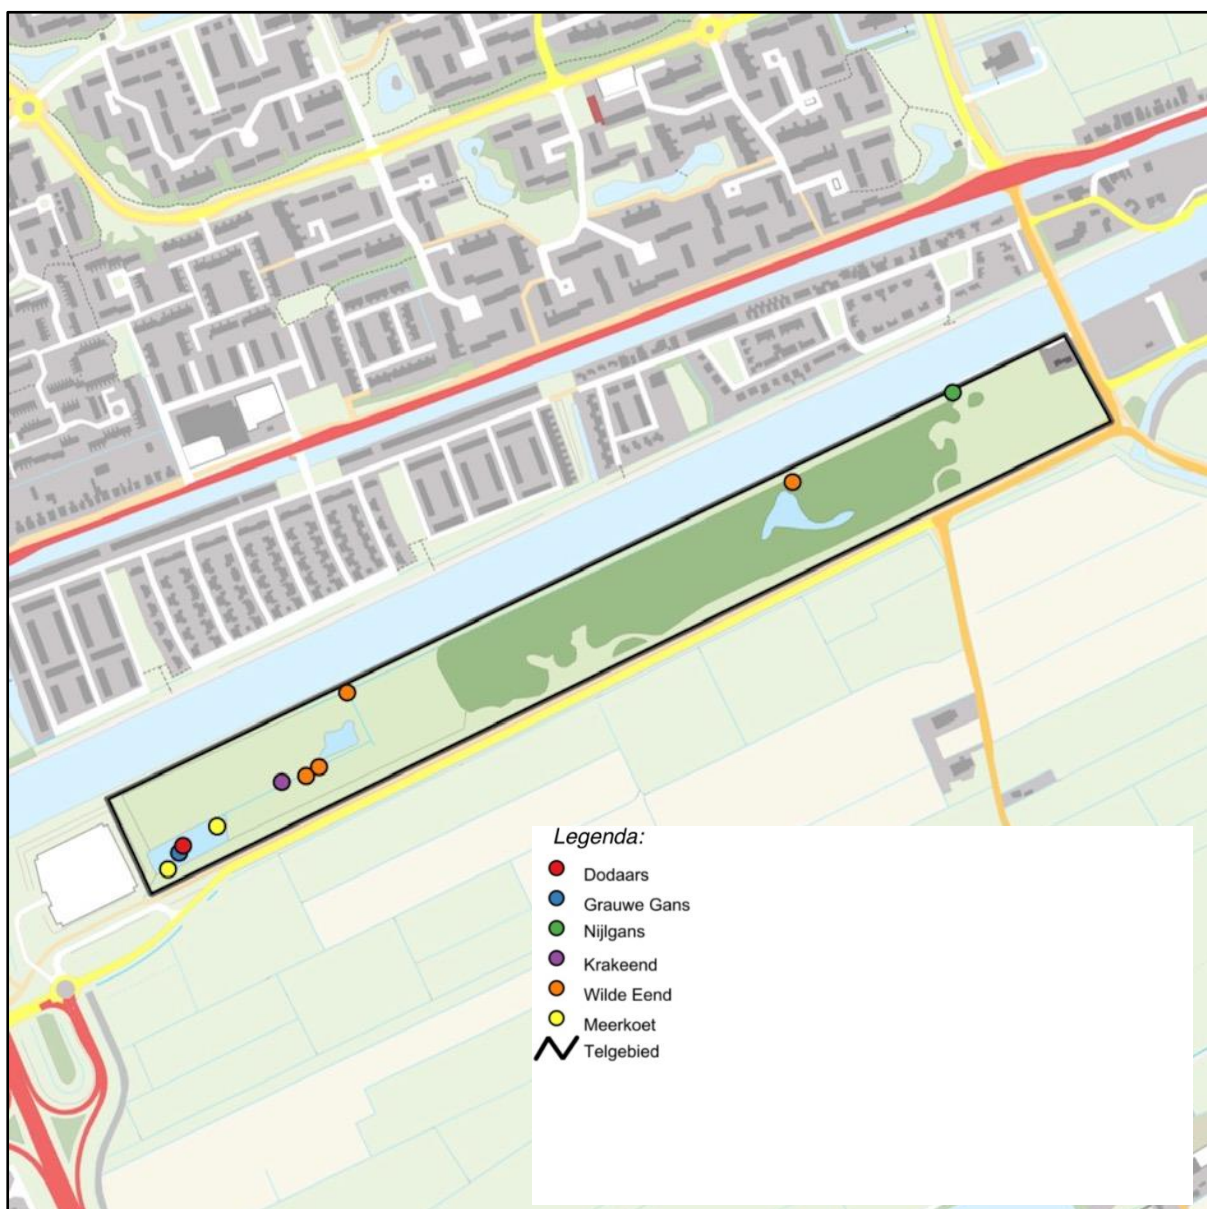 Legenda:
Dodaars
Grauwe Gans
Nijlgans
Krakeend
Wilde Eend
Meerkoet
Telgebied